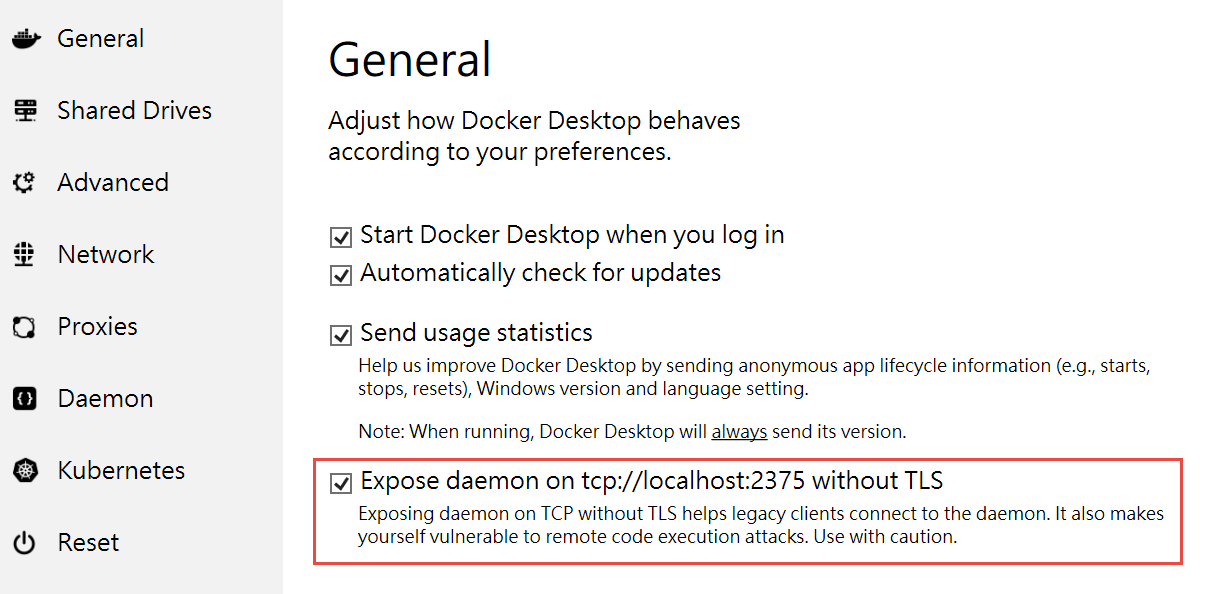 General
Shared Drives
Advanced
Network
Proxies
Daemon
Kubernetes
Reset
General
Adjust how Docker Desktop behaves
according to your preferences.
Start Docker Desktop when you log in
Automatically check for updates
Send usage statistics
Help us improve Docker Desktop by sending anonymous app lifecycle information (e.g., starts,
stops, resets), Windows version and language setting.
Note: When running, Docker Desktop will always send its version.
Expose daemon on tcp://localhost:2375 without TLS
Exposing daemon on TCP without TLS helps legacy clients connect to the daemon. It also makes
yourself vulnerable to remote code execution attacks. Use with caution.